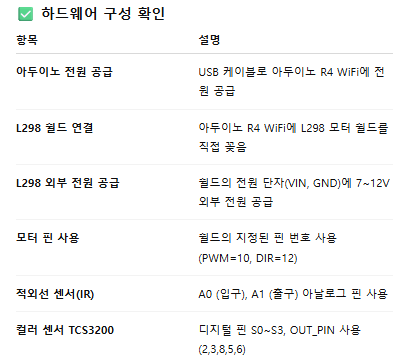 ✅ 하드웨어 구성 확인
항목 설명
아두이노 전원 공급 USB 케이블로 아두이노 R4 WiFi에 전
원 공급
L298 쉴드 연결 아두이노 R4 WiFi에 L298 모터 쉴드를
직접 꽂음
L298 외부 전원 공급 쉴드의 전원 단자(VIN, GND)에 7~12V
외부 전원 공급
모터 핀 사용 쉴드의 지정된 핀 번호 사용
(PWM=10, DIR=12)
적외선 센서(IR) A0 (입구), A1 (출구) 아날로그 핀 사용
컬러 센서 TCS3200 디지털 핀 S0~S3, OUT_PIN 사용
(2,3,8,5,6)